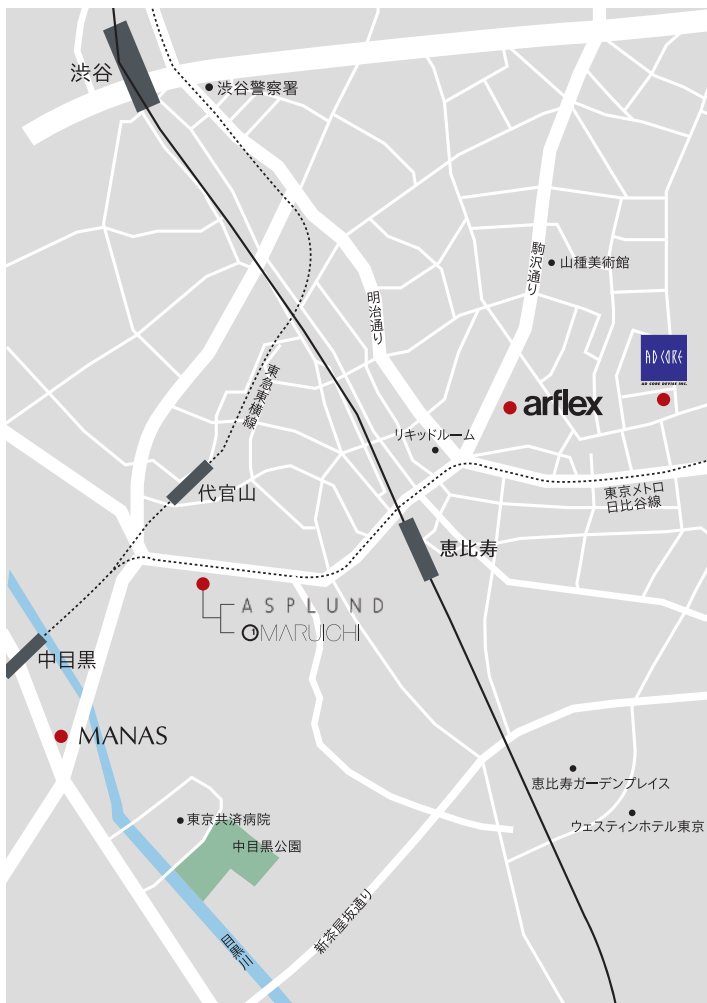 渋谷
渋谷警察署
駒沢通り
山種美術館
明治通り
AD CORE
AD CORE DEVISE INC.
東急東横線
arflex
リキッドルーム
代官山
東京メトロ
日比谷線
恵比寿
ASPLUND
MARUICHI
中目黒
MANAS
恵比寿ガーデンプレイス
東京共済病院
ウェスティンホテル東京
中目黒公園
新茶屋坂通り
目黒川